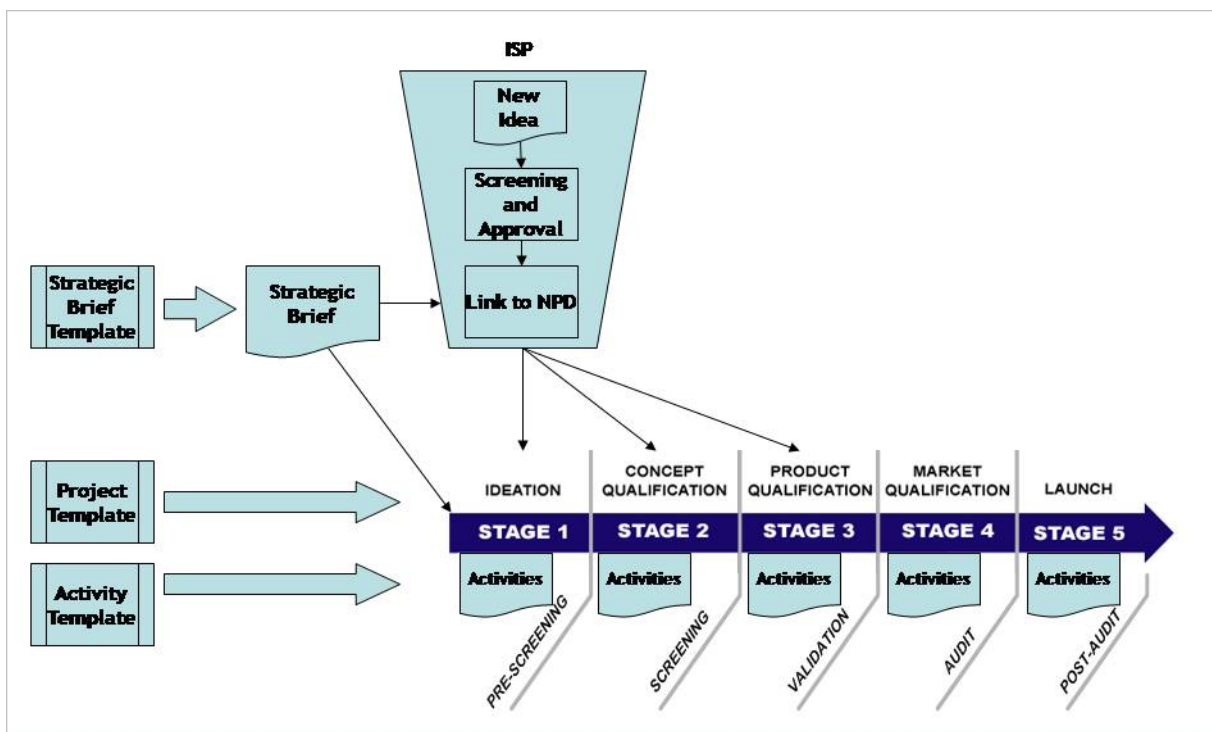 ISP
New
Idea
Screening
and
Approval
Link to NPD
Strategic
Brief
Template
Strategic
Brief
Project
Template
Activity
Template
IDEATION
CONCEPT
QUALIFICATION
PRODUCT
QUALIFICATION
MARKET
QUALIFICATION
LAUNCH
STAGE 1
STAGE 2
STAGE 3
STAGE 4
STAGE 5
Activities
Activities
Activities
Activities
Activities
PRE-SCREENING
SCREENING
VALIDATION
AUDIT
POST-AUDIT